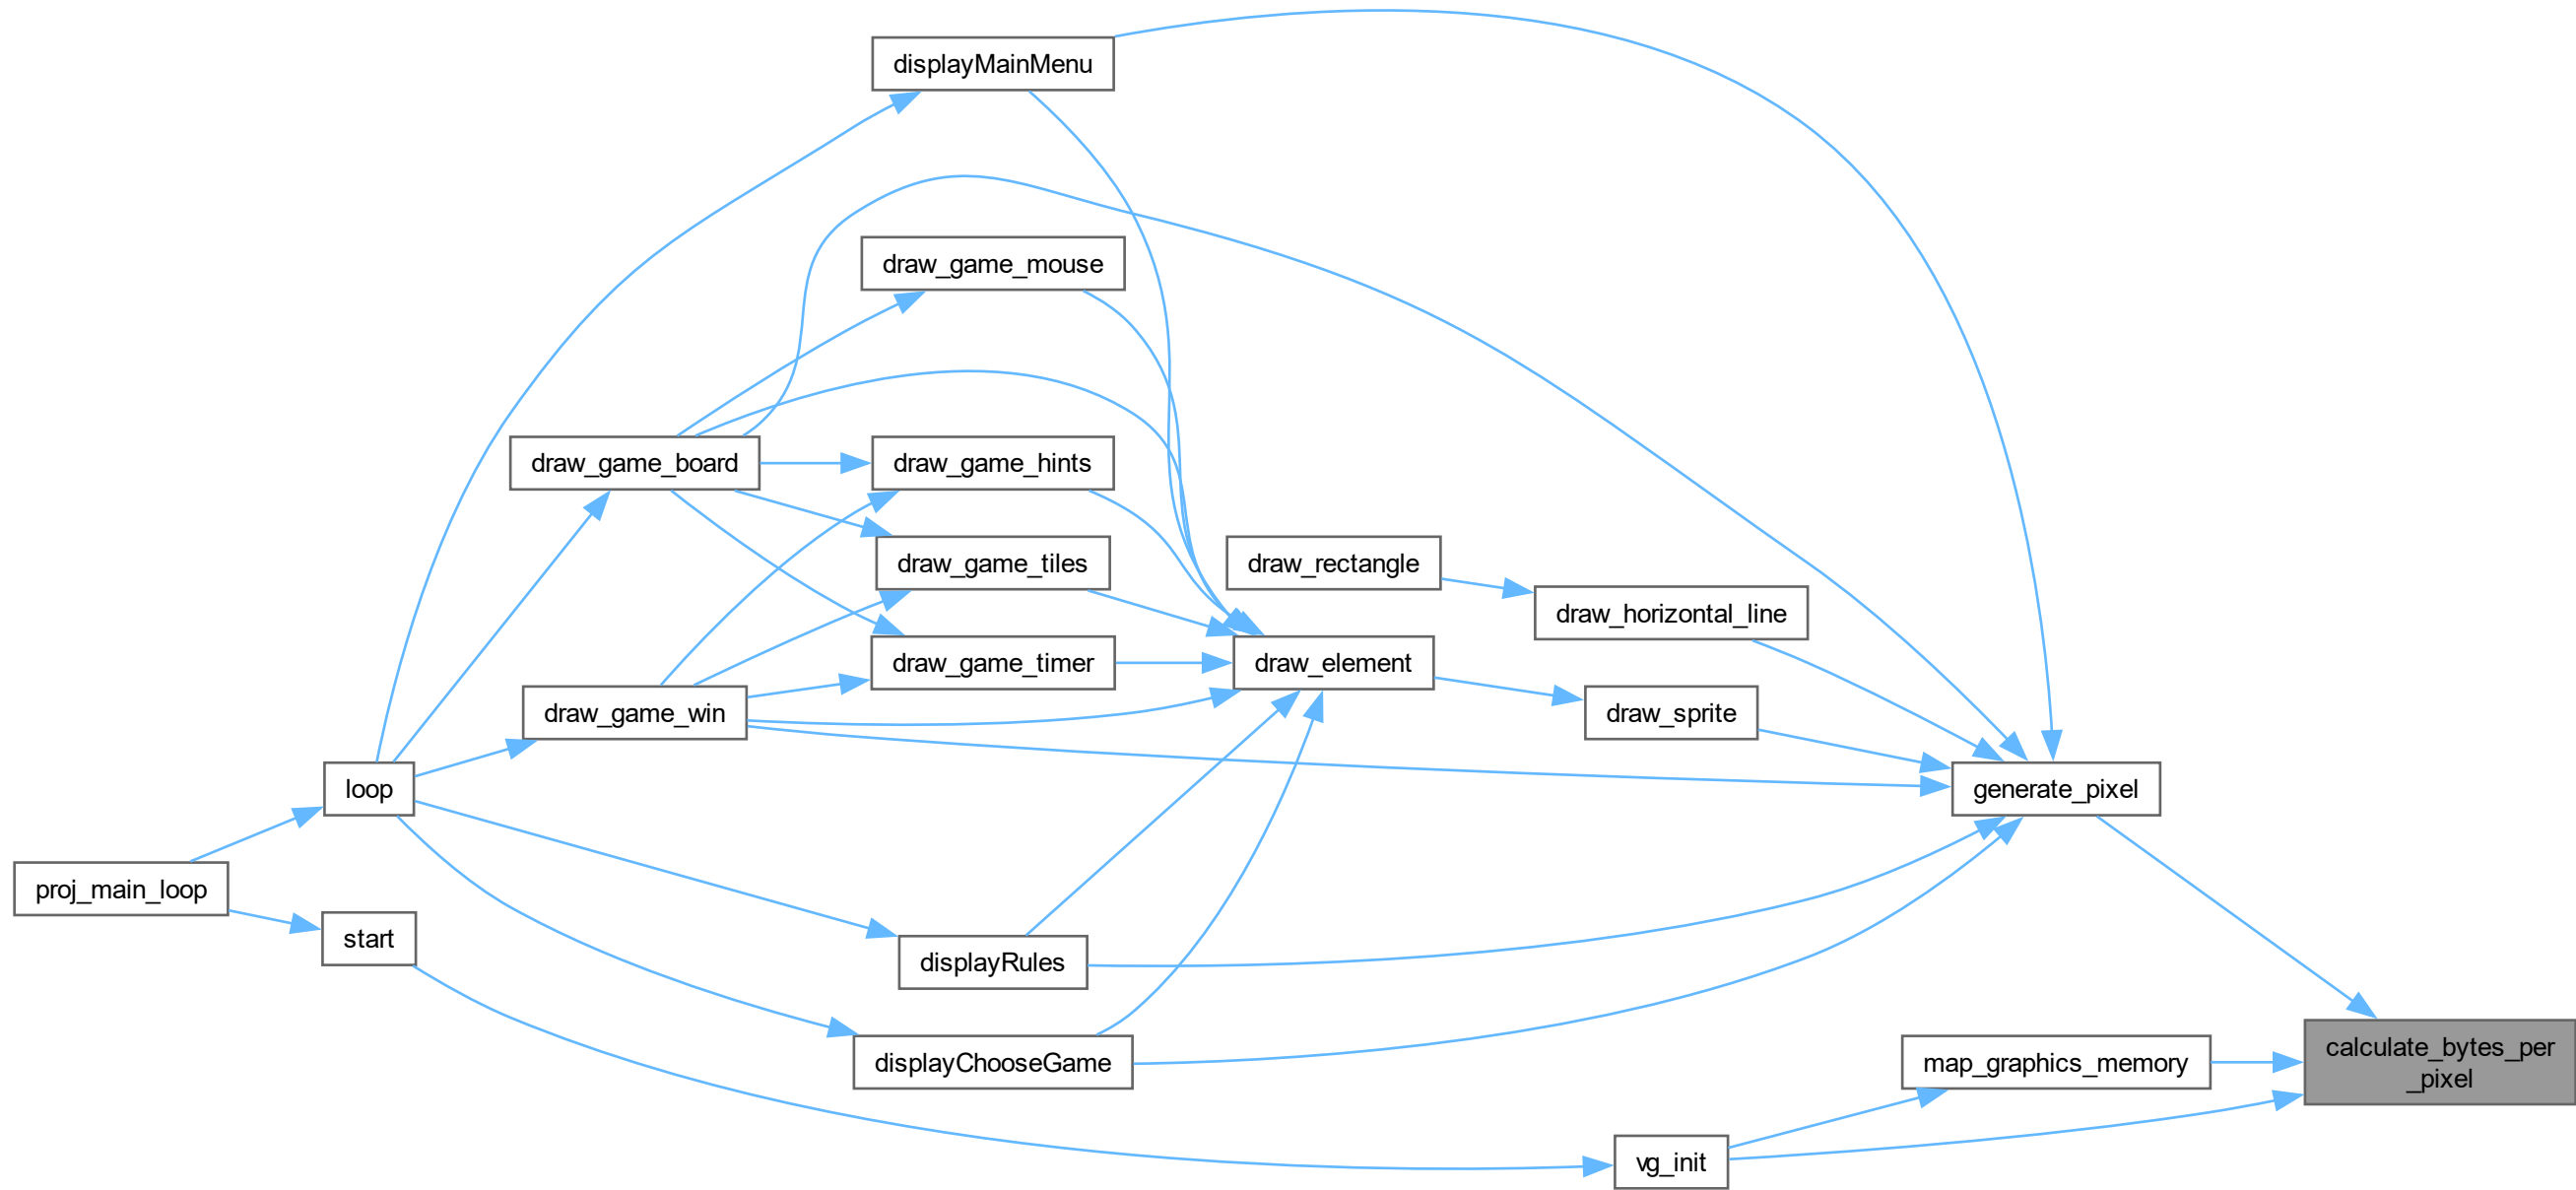 displayMainMenu
draw_game_mouse
draw_game_board
draw_game_hints
draw_game_tiles
draw_rectangle
draw_horizontal_line
draw_game_timer
draw_element
draw_game_win
draw_sprite
loop
generate_pixel
proj_main_loop
start
displayRules
displayChooseGame
map_graphics_memory
calculate_bytes_per
_pixel
vg_init